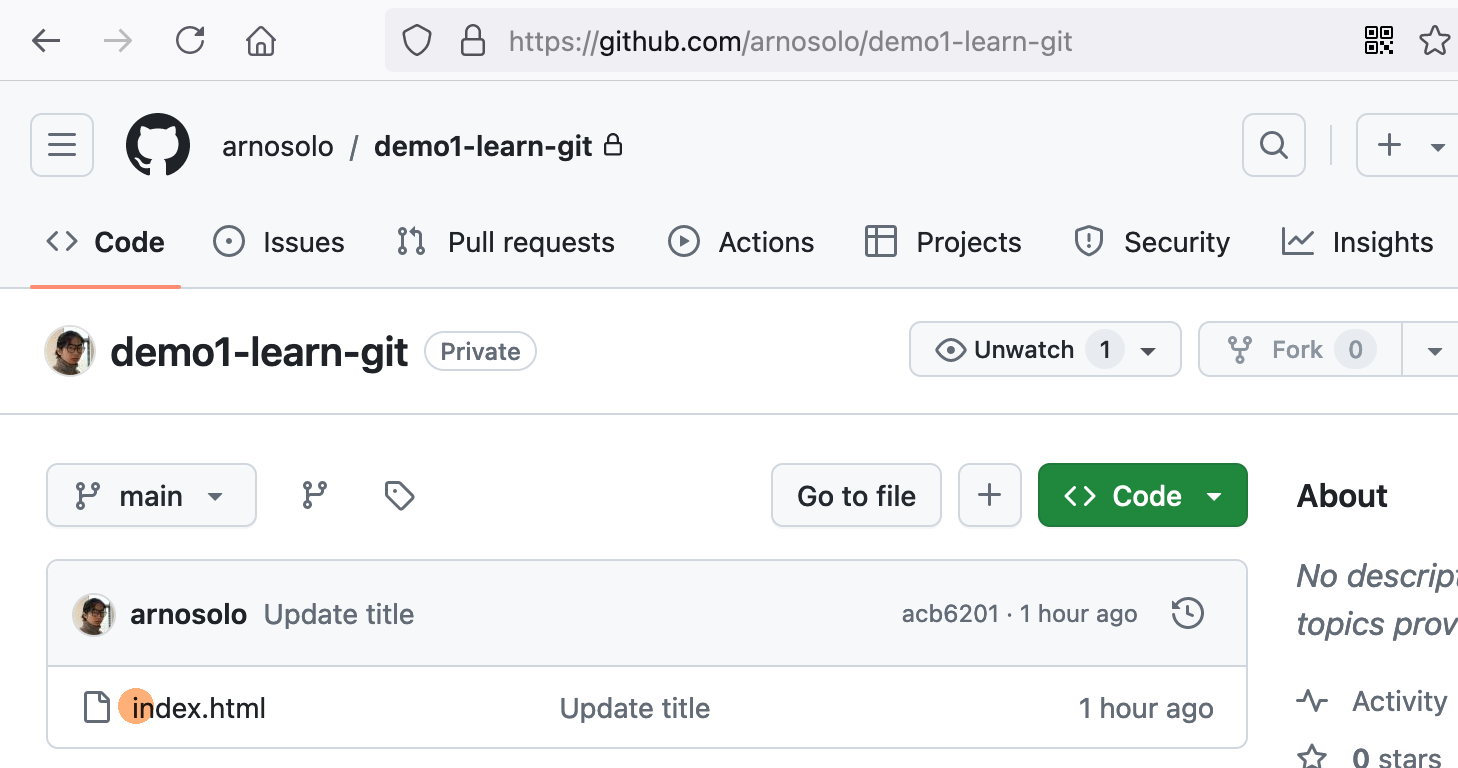 https://github.com/arnosolo/demo1-learn-git
arnosolo / demo1-learn-git
Code Issues Pull requests Actions Projects Security Insights
demo1-learn-git Private Unwatch 1 Fork 0
main Go to file + Code About
No descript
arnosolo Update title acb6201 · 1 hour ago topics prov
index.html Update title 1 hour ago Activity
0 stars